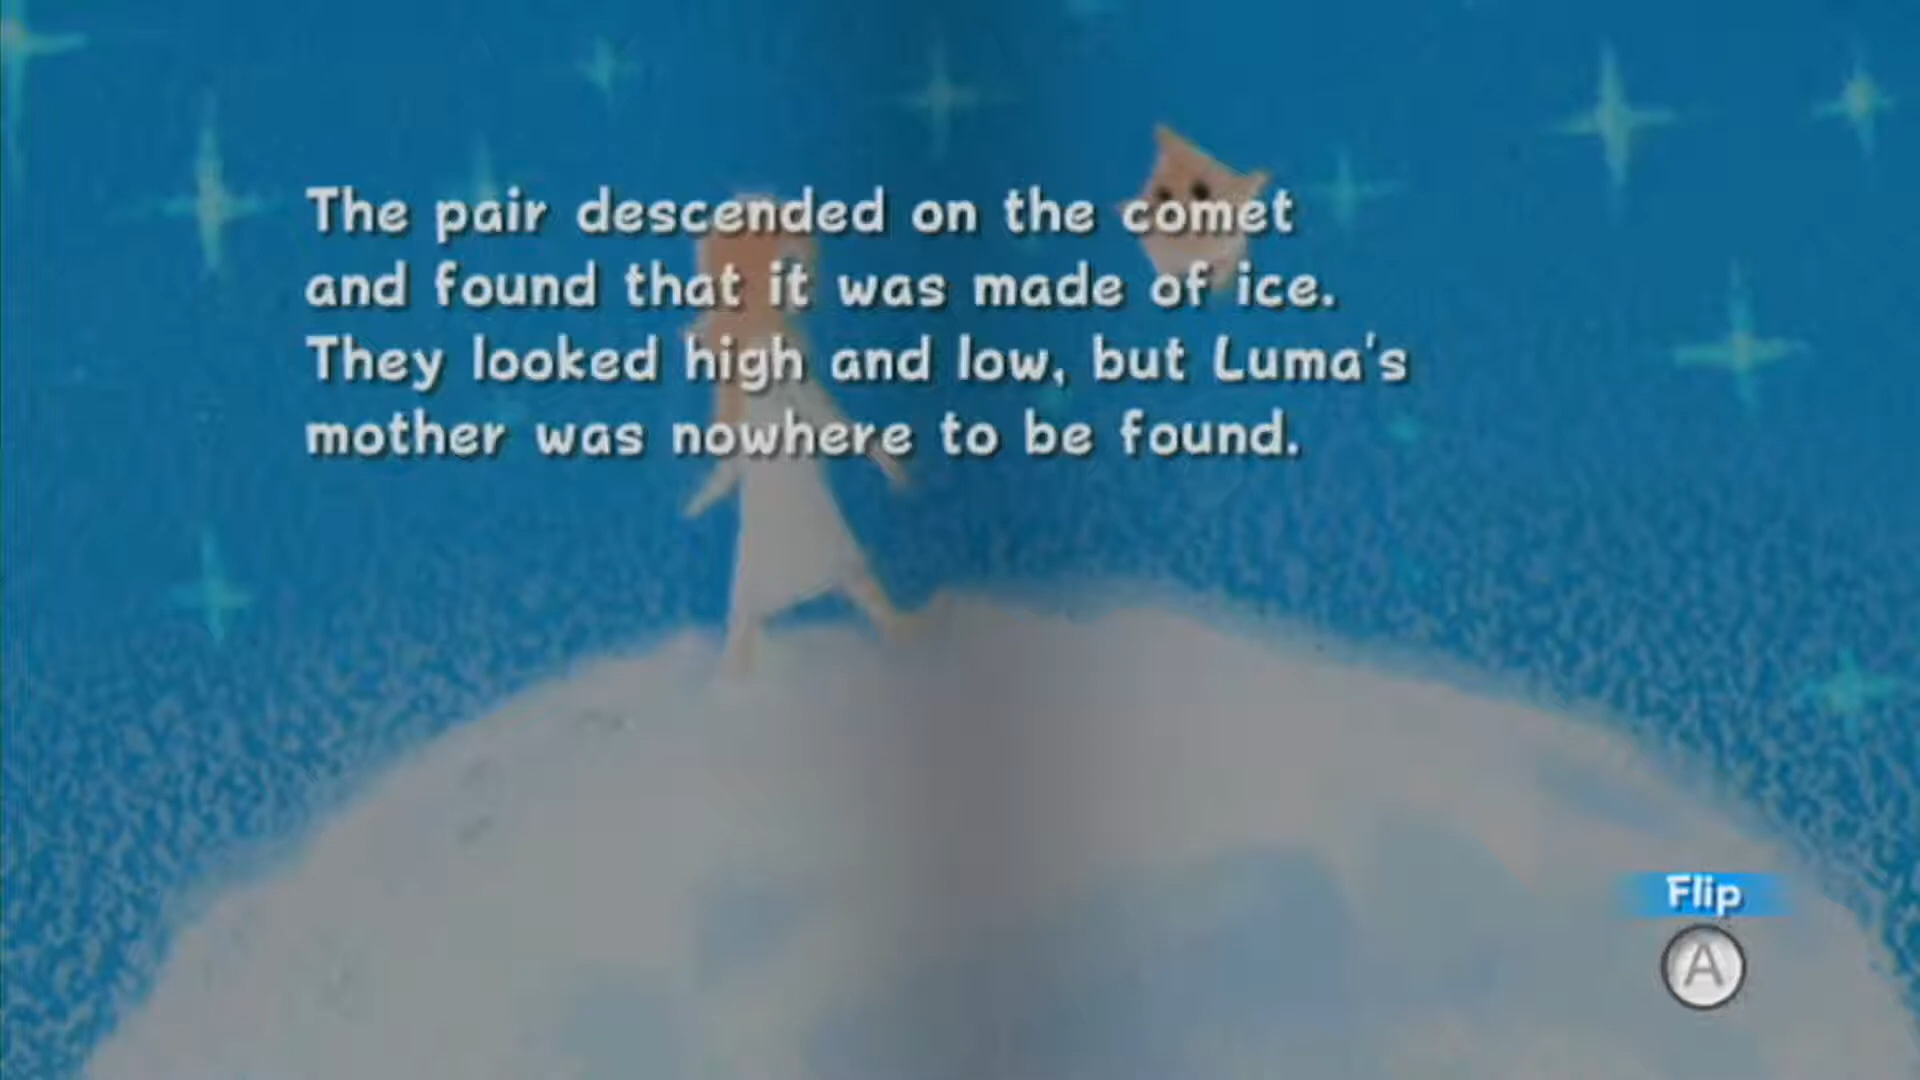 The pair descended on the comet
and found that it was made of ice.
They looked high and low, but Luma's
mother was nowhere to be found.
Flip
A